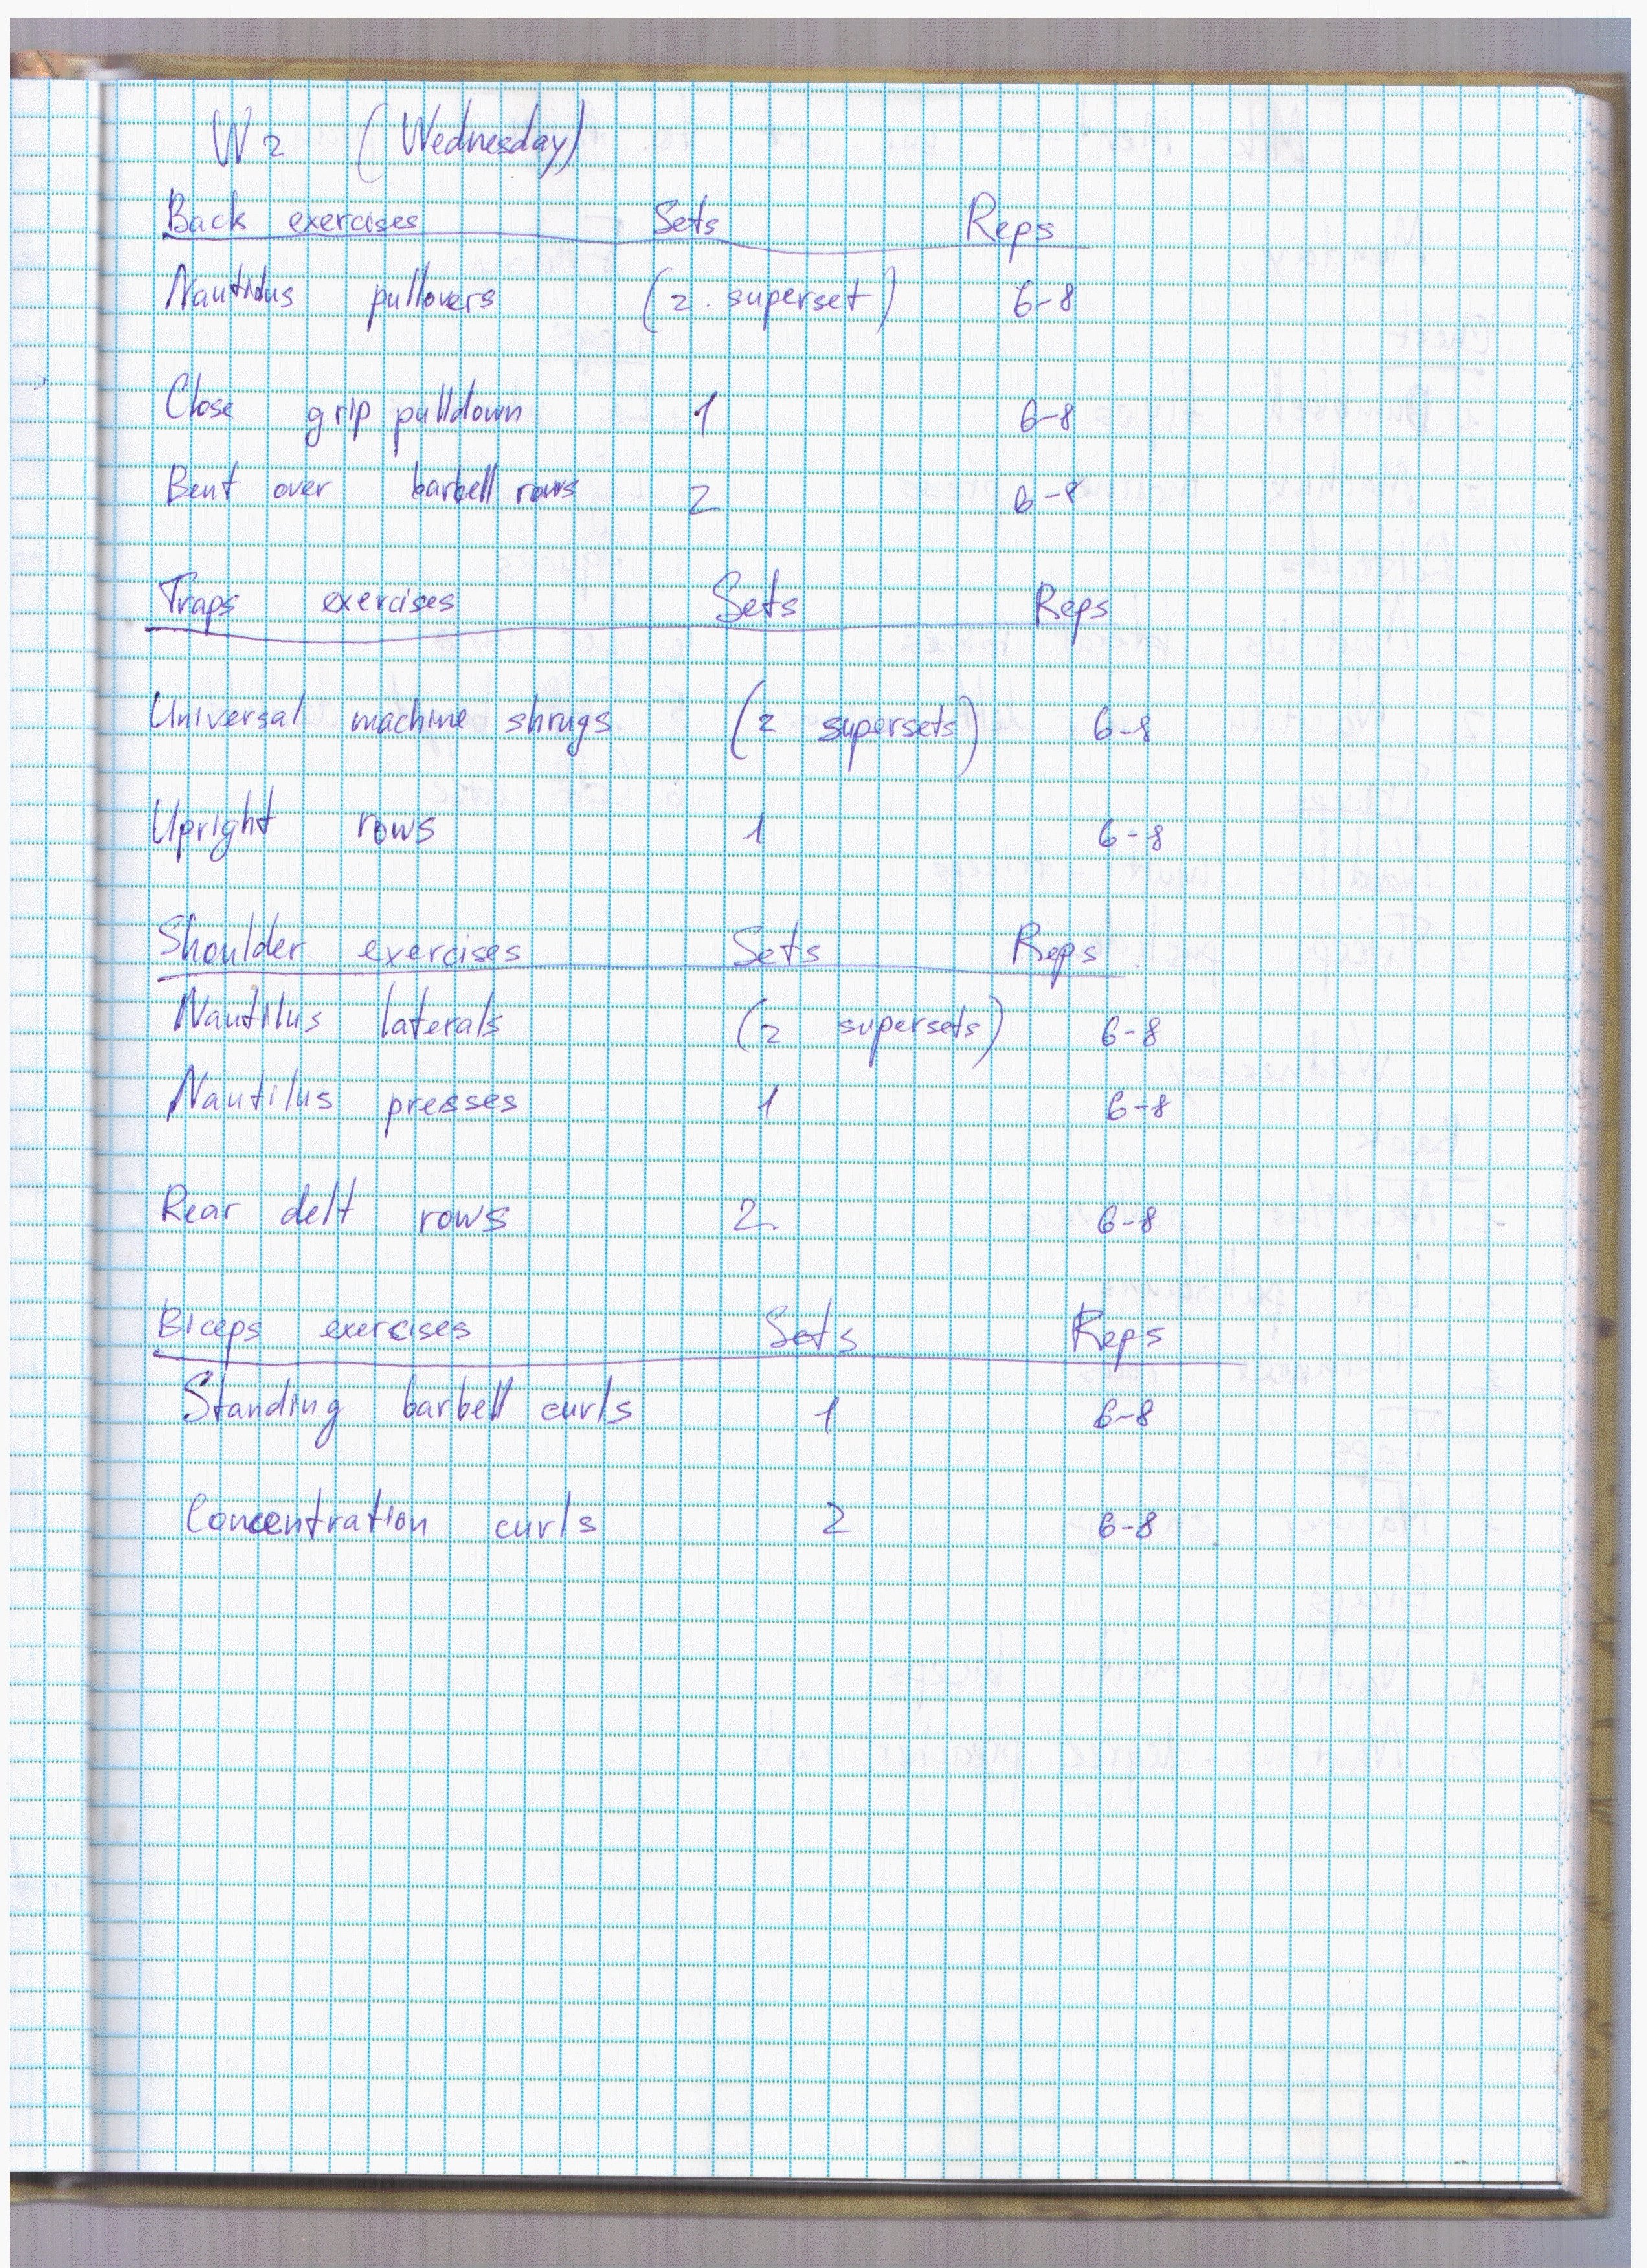 W2 (Wednesday)
Back exercises Sets Reps
Nautilus pullovers (2. superset) 6-8
Close grip pulldown 1 6-8
Bent over barbell rows 2 6-8
Traps exercises Sets Reps
Universal machine shrugs (2 supersets) 6-8
Upright rows 1 6-8
Shoulder exercises Sets Reps
Nautilus laterals (2 supersets) 6-8
Nautilus presses 1 6-8
Rear delt rows 2 6-8
Biceps exercises Sets Reps
Standing barbell curls 1 6-8
Concentration curls 2 6-8